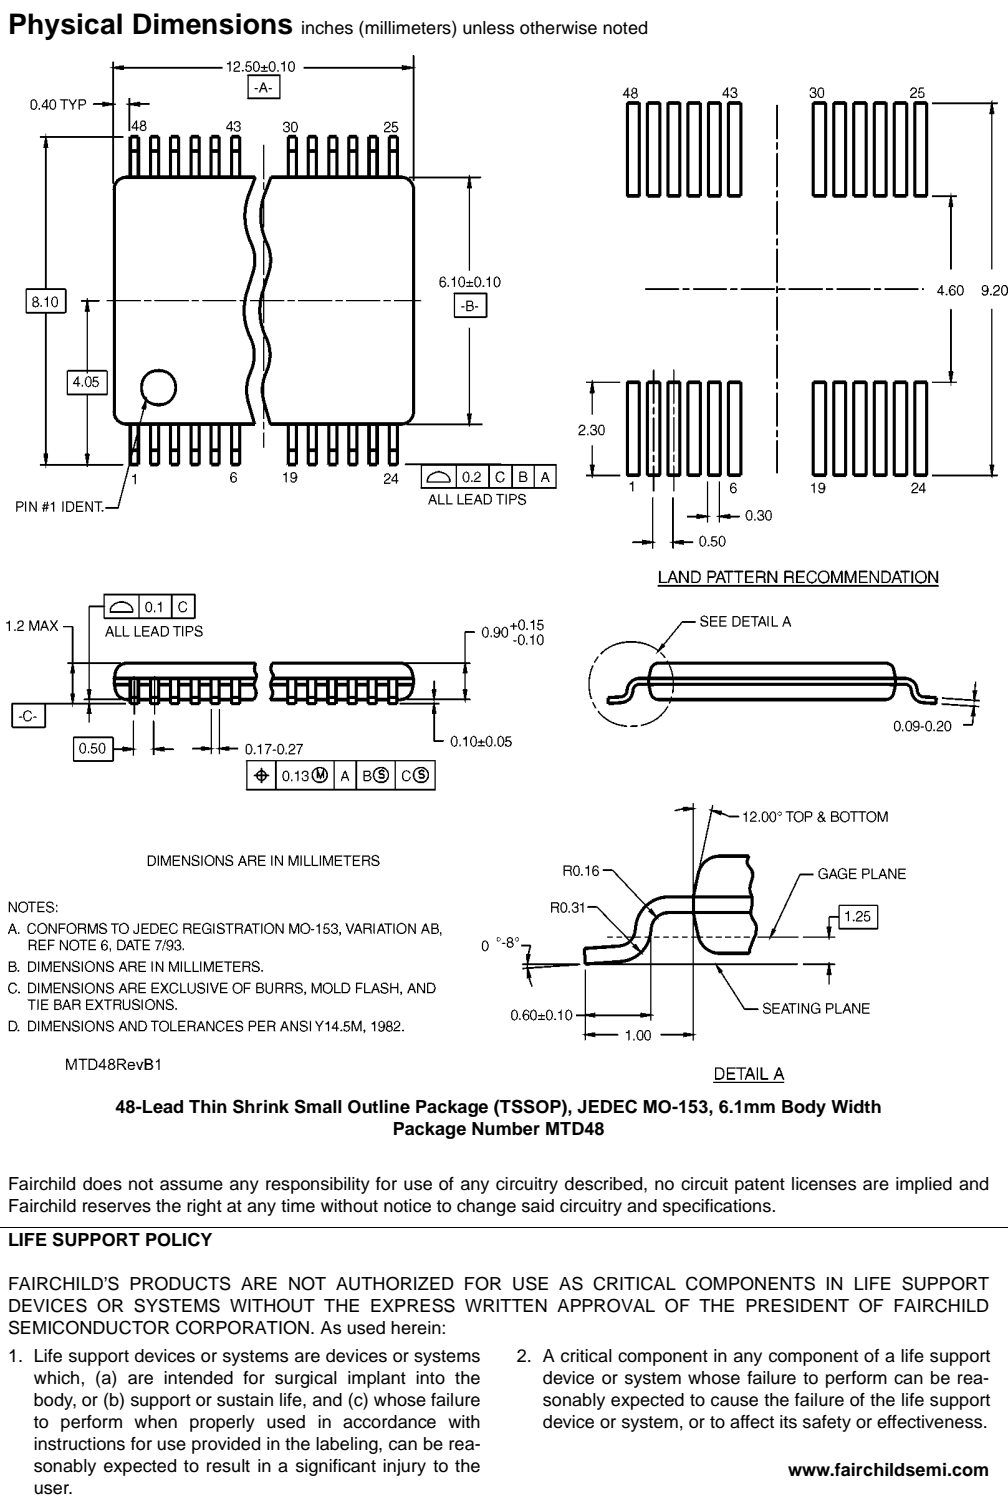 Physical Dimensions inches (millimeters) unless otherwise noted
12.50±0.10
-A-
0.40 TYP
48 43 30 25
8.10
4.05
6.10±0.10
-B-
1 6 19 24
PIN #1 IDENT.
0.2 C B A
ALL LEAD TIPS
48 43 30 25
4.60 9.20
2.30
1 6 19 24
0.30
0.50
LAND PATTERN RECOMMENDATION
0.1 C
ALL LEAD TIPS
1.2 MAX
0.90 +0.15
-0.10
-C-
0.50
0.17-0.27
0.10±0.05
0.13 Ⓜ A B Ⓢ C Ⓢ
SEE DETAIL A
0.09-0.20
12.00° TOP & BOTTOM
R0.16
GAGE PLANE
R0.31
1.25
0°-8°
SEATING PLANE
0.60±0.10
1.00
DETAIL A
DIMENSIONS ARE IN MILLIMETERS
NOTES:
A. CONFORMS TO JEDEC REGISTRATION MO-153, VARIATION AB,
REF NOTE 6, DATE 7/93.
B. DIMENSIONS ARE IN MILLIMETERS.
C. DIMENSIONS ARE EXCLUSIVE OF BURRS, MOLD FLASH, AND
TIE BAR EXTRUSIONS.
D. DIMENSIONS AND TOLERANCES PER ANSI Y14.5M, 1982.
MTD48RevB1
48-Lead Thin Shrink Small Outline Package (TSSOP), JEDEC MO-153, 6.1mm Body Width
Package Number MTD48
Fairchild does not assume any responsibility for use of any circuitry described, no circuit patent licenses are implied and
Fairchild reserves the right at any time without notice to change said circuitry and specifications.
LIFE SUPPORT POLICY
FAIRCHILD'S PRODUCTS ARE NOT AUTHORIZED FOR USE AS CRITICAL COMPONENTS IN LIFE SUPPORT
DEVICES OR SYSTEMS WITHOUT THE EXPRESS WRITTEN APPROVAL OF THE PRESIDENT OF FAIRCHILD
SEMICONDUCTOR CORPORATION. As used herein:
1. Life support devices or systems are devices or systems
which, (a) are intended for surgical implant into the
body, or (b) support or sustain life, and (c) whose failure
to perform when properly used in accordance with
instructions for use provided in the labeling, can be rea-
sonably expected to result in a significant injury to the
user.
2. A critical component in any component of a life support
device or system whose failure to perform can be rea-
sonably expected to cause the failure of the life support
device or system, or to affect its safety or effectiveness.
www.fairchildsemi.com